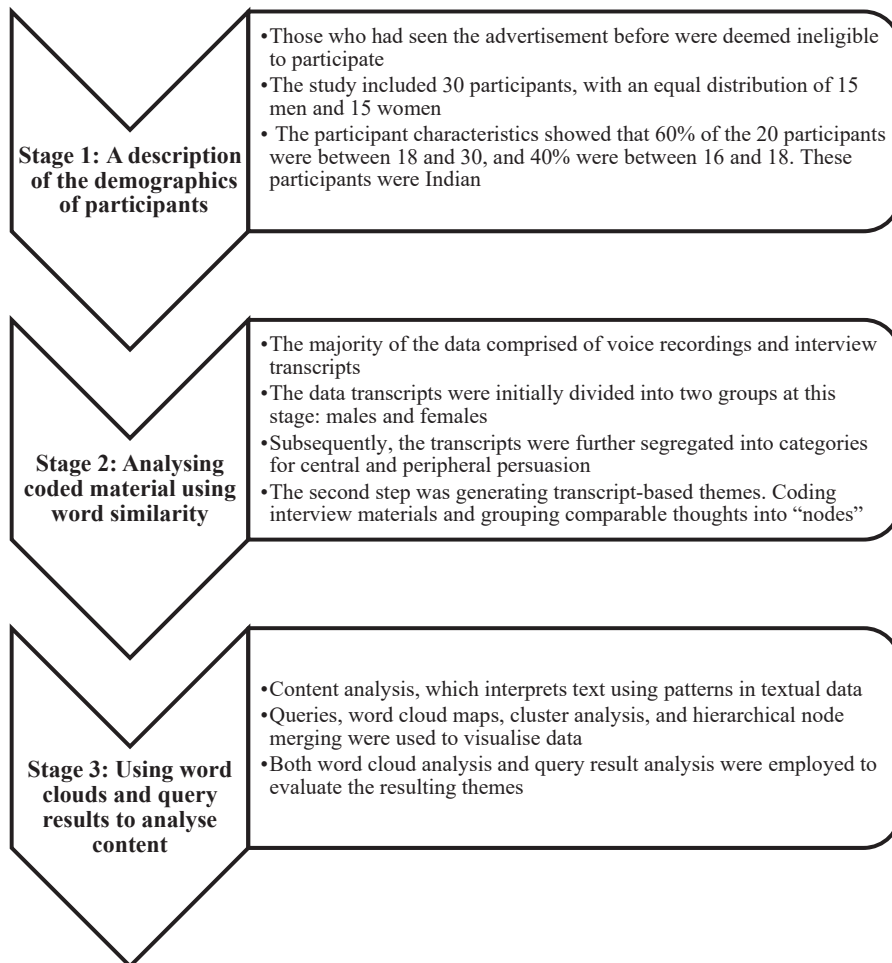 Stage 1: A description
of the demographics
of participants
•Those who had seen the advertisement before were deemed ineligible
to participate
•The study included 30 participants, with an equal distribution of 15
men and 15 women
• The participant characteristics showed that 60% of the 20 participants
were between 18 and 30, and 40% were between 16 and 18. These
participants were Indian
Stage 2: Analysing
coded material using
word similarity
•The majority of the data comprised of voice recordings and interview
transcripts
•The data transcripts were initially divided into two groups at this
stage: males and females
•Subsequently, the transcripts were further segregated into categories
for central and peripheral persuasion
•The second step was generating transcript-based themes. Coding
interview materials and grouping comparable thoughts into “nodes”
Stage 3: Using word
clouds and query
results to analyse
content
•Content analysis, which interprets text using patterns in textual data
•Queries, word cloud maps, cluster analysis, and hierarchical node
merging were used to visualise data
•Both word cloud analysis and query result analysis were employed to
evaluate the resulting themes